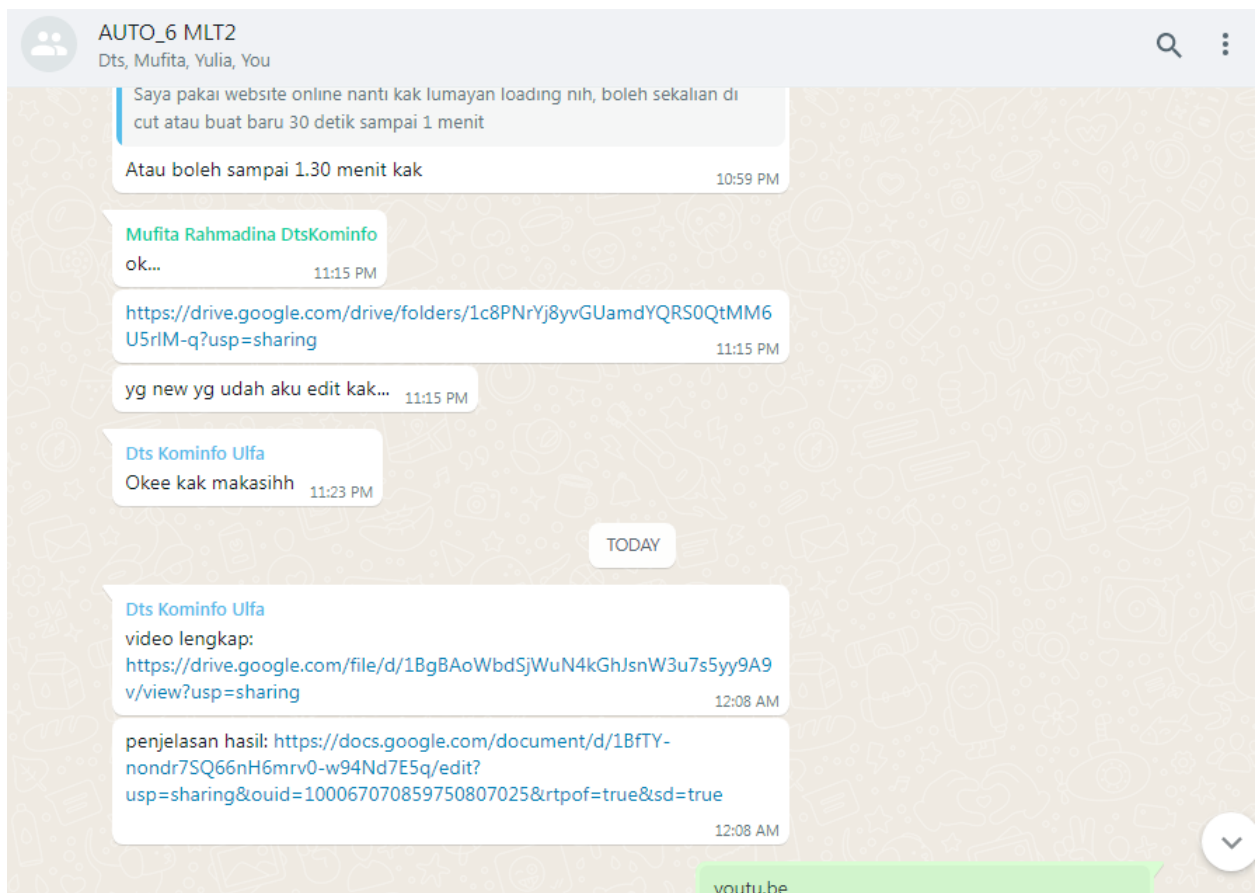 AUTO_6 MLT2
Dts, Mufita, Yulia, You
Saya pakai website online nanti kak lumayan loading nih, boleh sekalian di
cut atau buat baru 30 detik sampai 1 menit
Atau boleh sampai 1.30 menit kak
10:59 PM
Mufita Rahmadina DtsKominfo
ok...
11:15 PM
https://drive.google.com/drive/folders/1c8PNrYj8yvGUamdYQRS0QtMM6
U5rlM-q?usp=sharing
11:15 PM
yg new yg udah aku edit kak...
11:15 PM
Dts Kominfo Ulfa
Okee kak makasihh
11:23 PM
TODAY
Dts Kominfo Ulfa
video lengkap:
https://drive.google.com/file/d/1BgBAoWbdSjWuN4kGhJsnW3u7s5yy9A9
v/view?usp=sharing
12:08 AM
penjelasan hasil: https://docs.google.com/document/d/1BfTY-
nondr7SQ66nH6mrv0-w94Nd7E5q/edit?
usp=sharing&ouid=100067070859750807025&rtpof=true&sd=true
12:08 AM
youtu.be